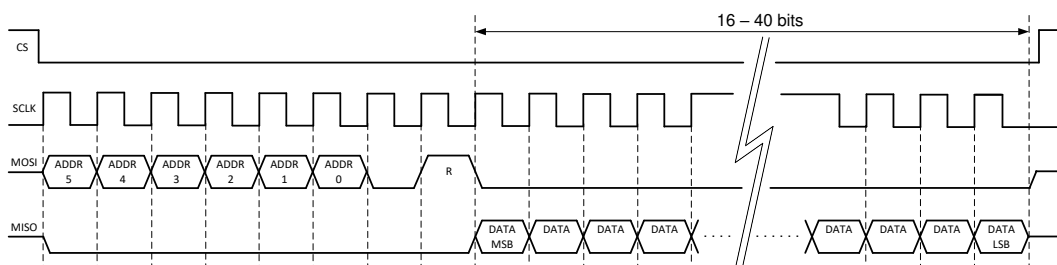 16 – 40 bits
CS
SCLK
MOSI
ADDR
5
ADDR
4
ADDR
3
ADDR
2
ADDR
1
ADDR
0
R
MISO
DATA
MSB
DATA
DATA
DATA
DATA
DATA
DATA
DATA
LSB